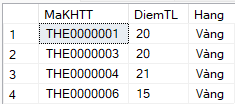 MaKHTT DiemTL Hang
1 THE0000001 20 Vàng
2 THE0000003 20 Vàng
3 THE0000004 21 Vàng
4 THE0000006 15 Vàng